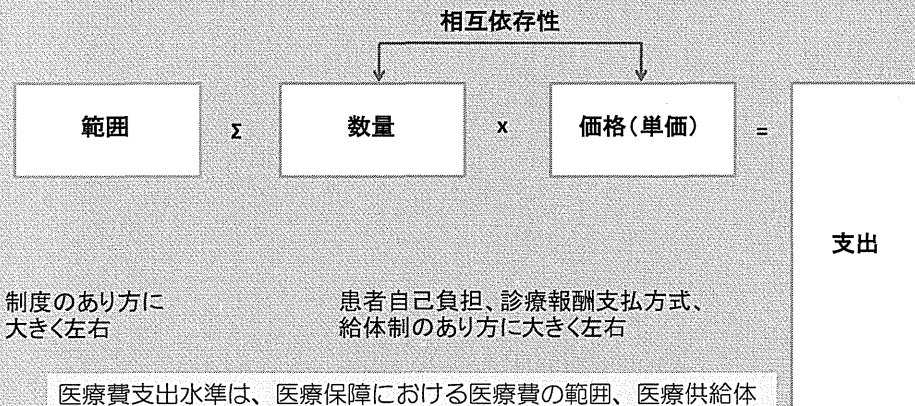 相互依存性
範囲 Σ 数量 x 価格(単価) =
支出
制度のあり方に
大きく左右
患者自己負担、診療報酬支払方式、
給体制のあり方に大きく左右
医療費支出水準は、医療保障における医療費の範囲、医療供給体